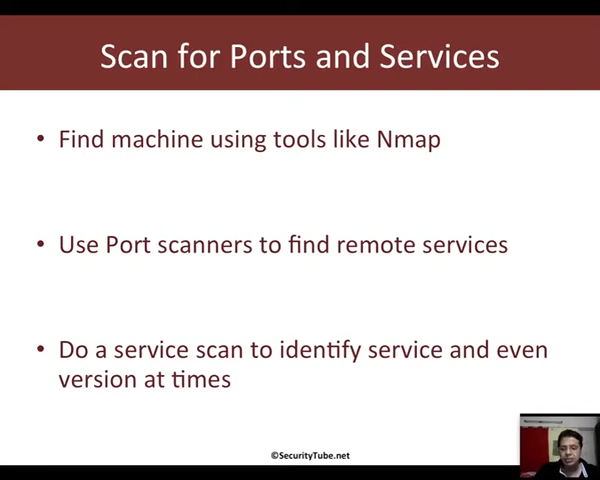 Scan for Ports and Services
• Find machine using tools like Nmap
• Use Port scanners to find remote services
• Do a service scan to identify service and even
version at times
©SecurityTube.net